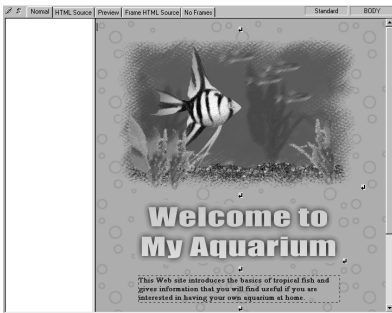 Normal HTML Source Preview Frame HTML Source No Frames Standard BODY
Welcome to
My Aquarium
This Web site introduces the basics of tropical fish and
gives information that you will find useful if you are
interested in having your own aquarium at home.